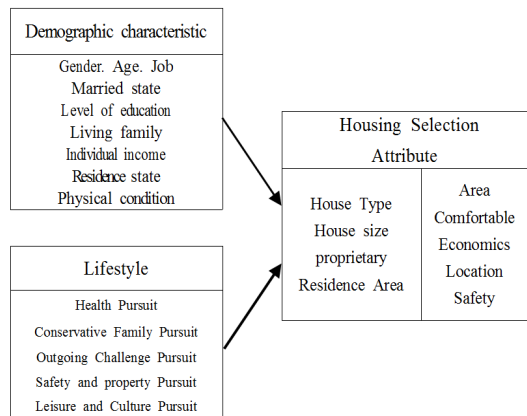 Demographic characteristic
Gender. Age. Job
Married state
Level of education
Living family
Individual income
Residence state
Physical condition
Lifestyle
Health Pursuit
Conservative Family Pursuit
Outgoing Challenge Pursuit
Safety and property Pursuit
Leisure and Culture Pursuit
Housing Selection
Attribute
House Type
House size
proprietary
Residence Area
Area
Comfortable
Economics
Location
Safety